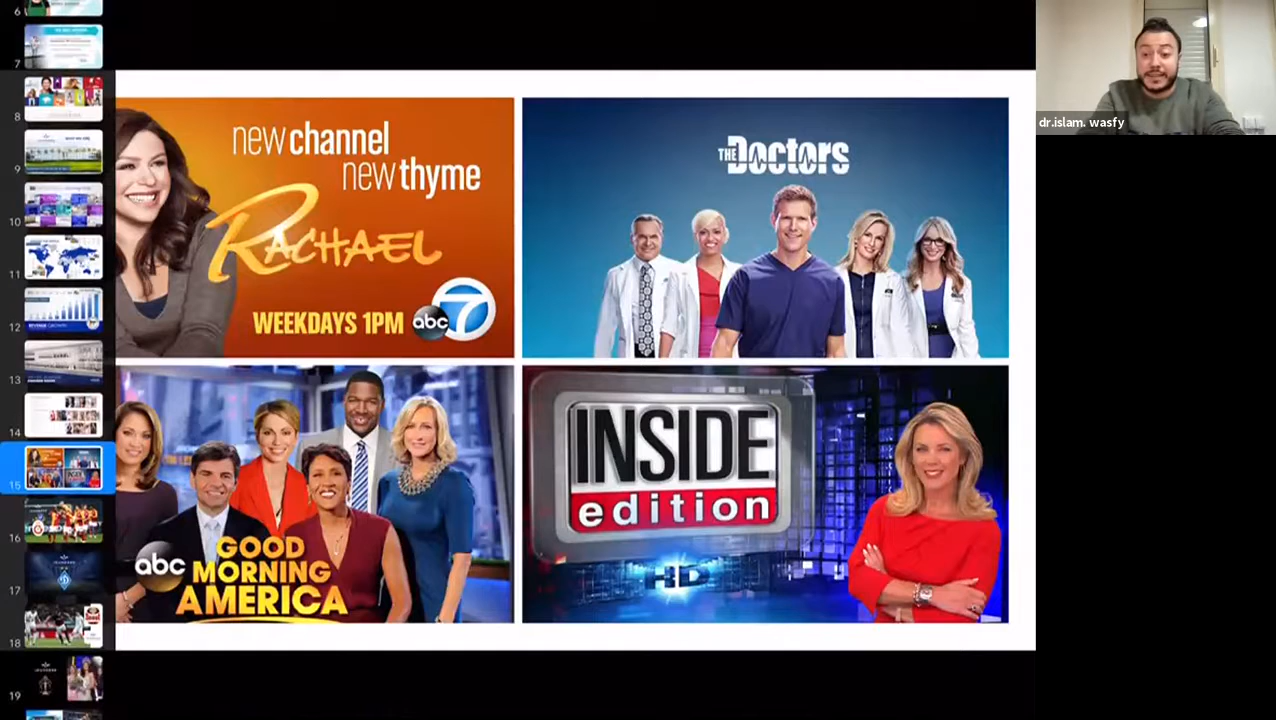 6
7
8
9
10
11
12
13
14
15
16
17
18
19
new channel
new thyme
RACHAEL
WEEKDAYS 1PM
abc 7
THE DOCTORS
abc
GOOD
MORNING
AMERICA
INSIDE
edition
HD
dr.islam. wasfy